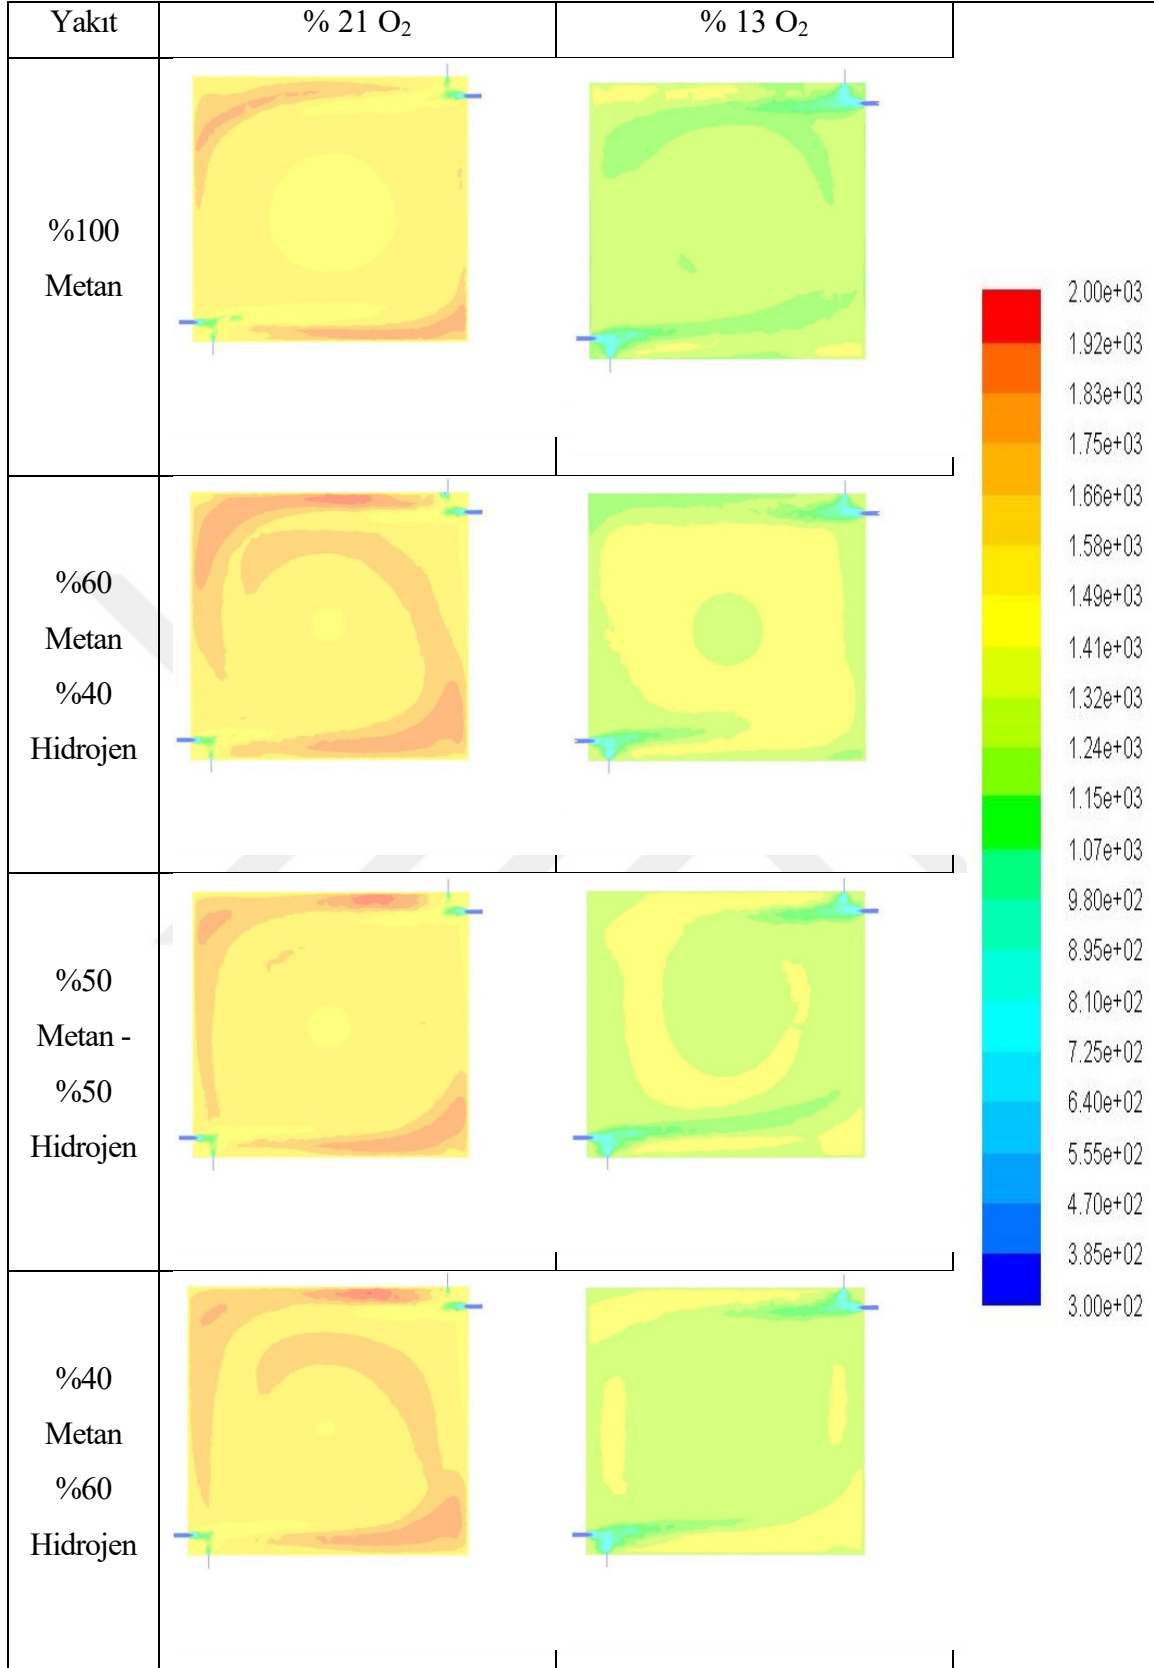 Yakıt
% 21 O₂
% 13 O₂
%100
Metan
%60
Metan
%40
Hidrojen
%50
Metan -
%50
Hidrojen
%40
Metan
%60
Hidrojen
2.00e+03
1.92e+03
1.83e+03
1.75e+03
1.66e+03
1.58e+03
1.49e+03
1.41e+03
1.32e+03
1.24e+03
1.15e+03
1.07e+03
9.80e+02
8.95e+02
8.10e+02
7.25e+02
6.40e+02
5.55e+02
4.70e+02
3.85e+02
3.00e+02